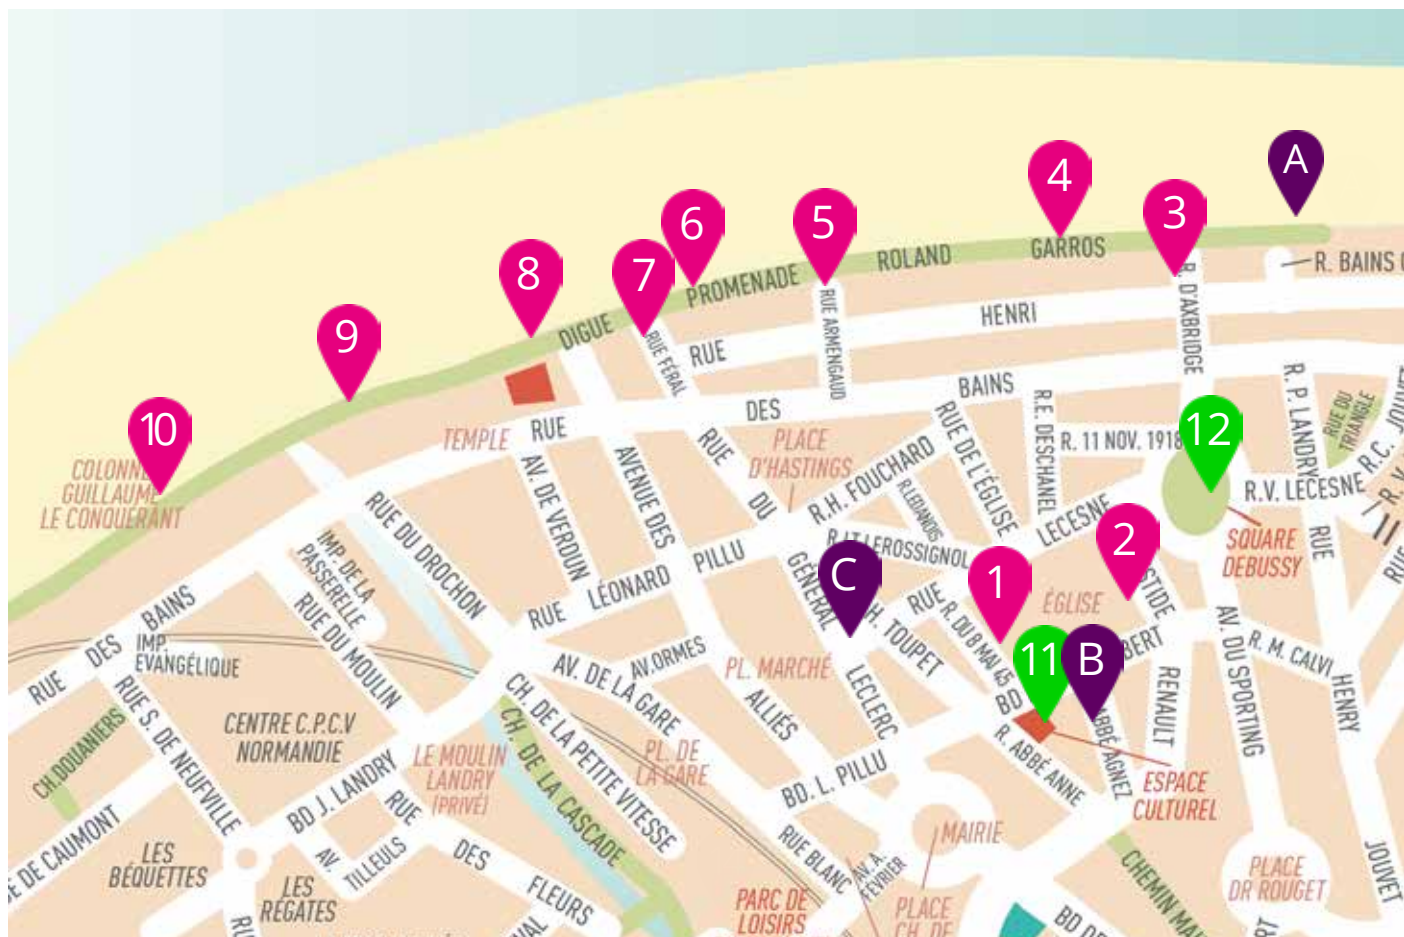 A
4
3
5
6
8
7
9
10
12
2
C
1
11
B
DIGUE
PROMENADE
ROLAND
GARROS
R. D'AXBRIDGE
RUE ARMENGAUD
RUE FÉRAL
RUE
HENRI
RUE
DES
BAINS
TEMPLE
COLONNE
GUILLAUME
LE CONQUÉRANT
PLACE
D'HASTINGS
RUE
DU
GÉNÉRAL
LECLERC
R.H. FOUCHARD
RUE DE L'ÉGLISE
R.E. DESCHANEL
R. 11 NOV. 1918
R. P. LANDRY
RUE DU
TRIANGLE
R.C. JOUVET
R.V. LECESNE
LECESNE
SQUARE
DEBUSSY
RUE
HENRY
JOUVET
RUE
AV. DE VERDUN
AVENUE DES
ALLIÉS
RUE
LÉONARD
PILLU
RUE DU DROCHON
IMP. DE LA
PASSERELLE
RUE DU MOULIN
RUE
DES
BAINS
IMP.
ÉVANGÉLIQUE
RUE S. DE NEUFVILLE
CH. DOUANIERS
CENTRE C.P.C.V
NORMANDIE
LE MOULIN
LANDRY
(PRIVÉ)
BD J. LANDRY
RUE
DES
FLEURS
AV.
TILLEULS
LES
BÉQUETTES
LES
RÉGATES
DE CAUMONT
AV. DE LA GARE
AV. ORMES
PL. MARCHÉ
PL. DE
LA GARE
CH. DE LA PETITE VITESSE
CH. DE LA CASCADE
H. TOUPET
RUE
R. DU 8 MAI 45
ÉGLISE
BD
BD. L. PILLU
R. ABBÉ ANNE
RENAULT
AV. DU SPORTING
R. M. CALVI
ESPACE
CULTUREL
MAIRIE
RUE BLANC
AV. A.
FÉVRIER
PARC DE
LOISIRS
PLACE
CH. DE
CHEMIN
PLACE
DR ROUGET